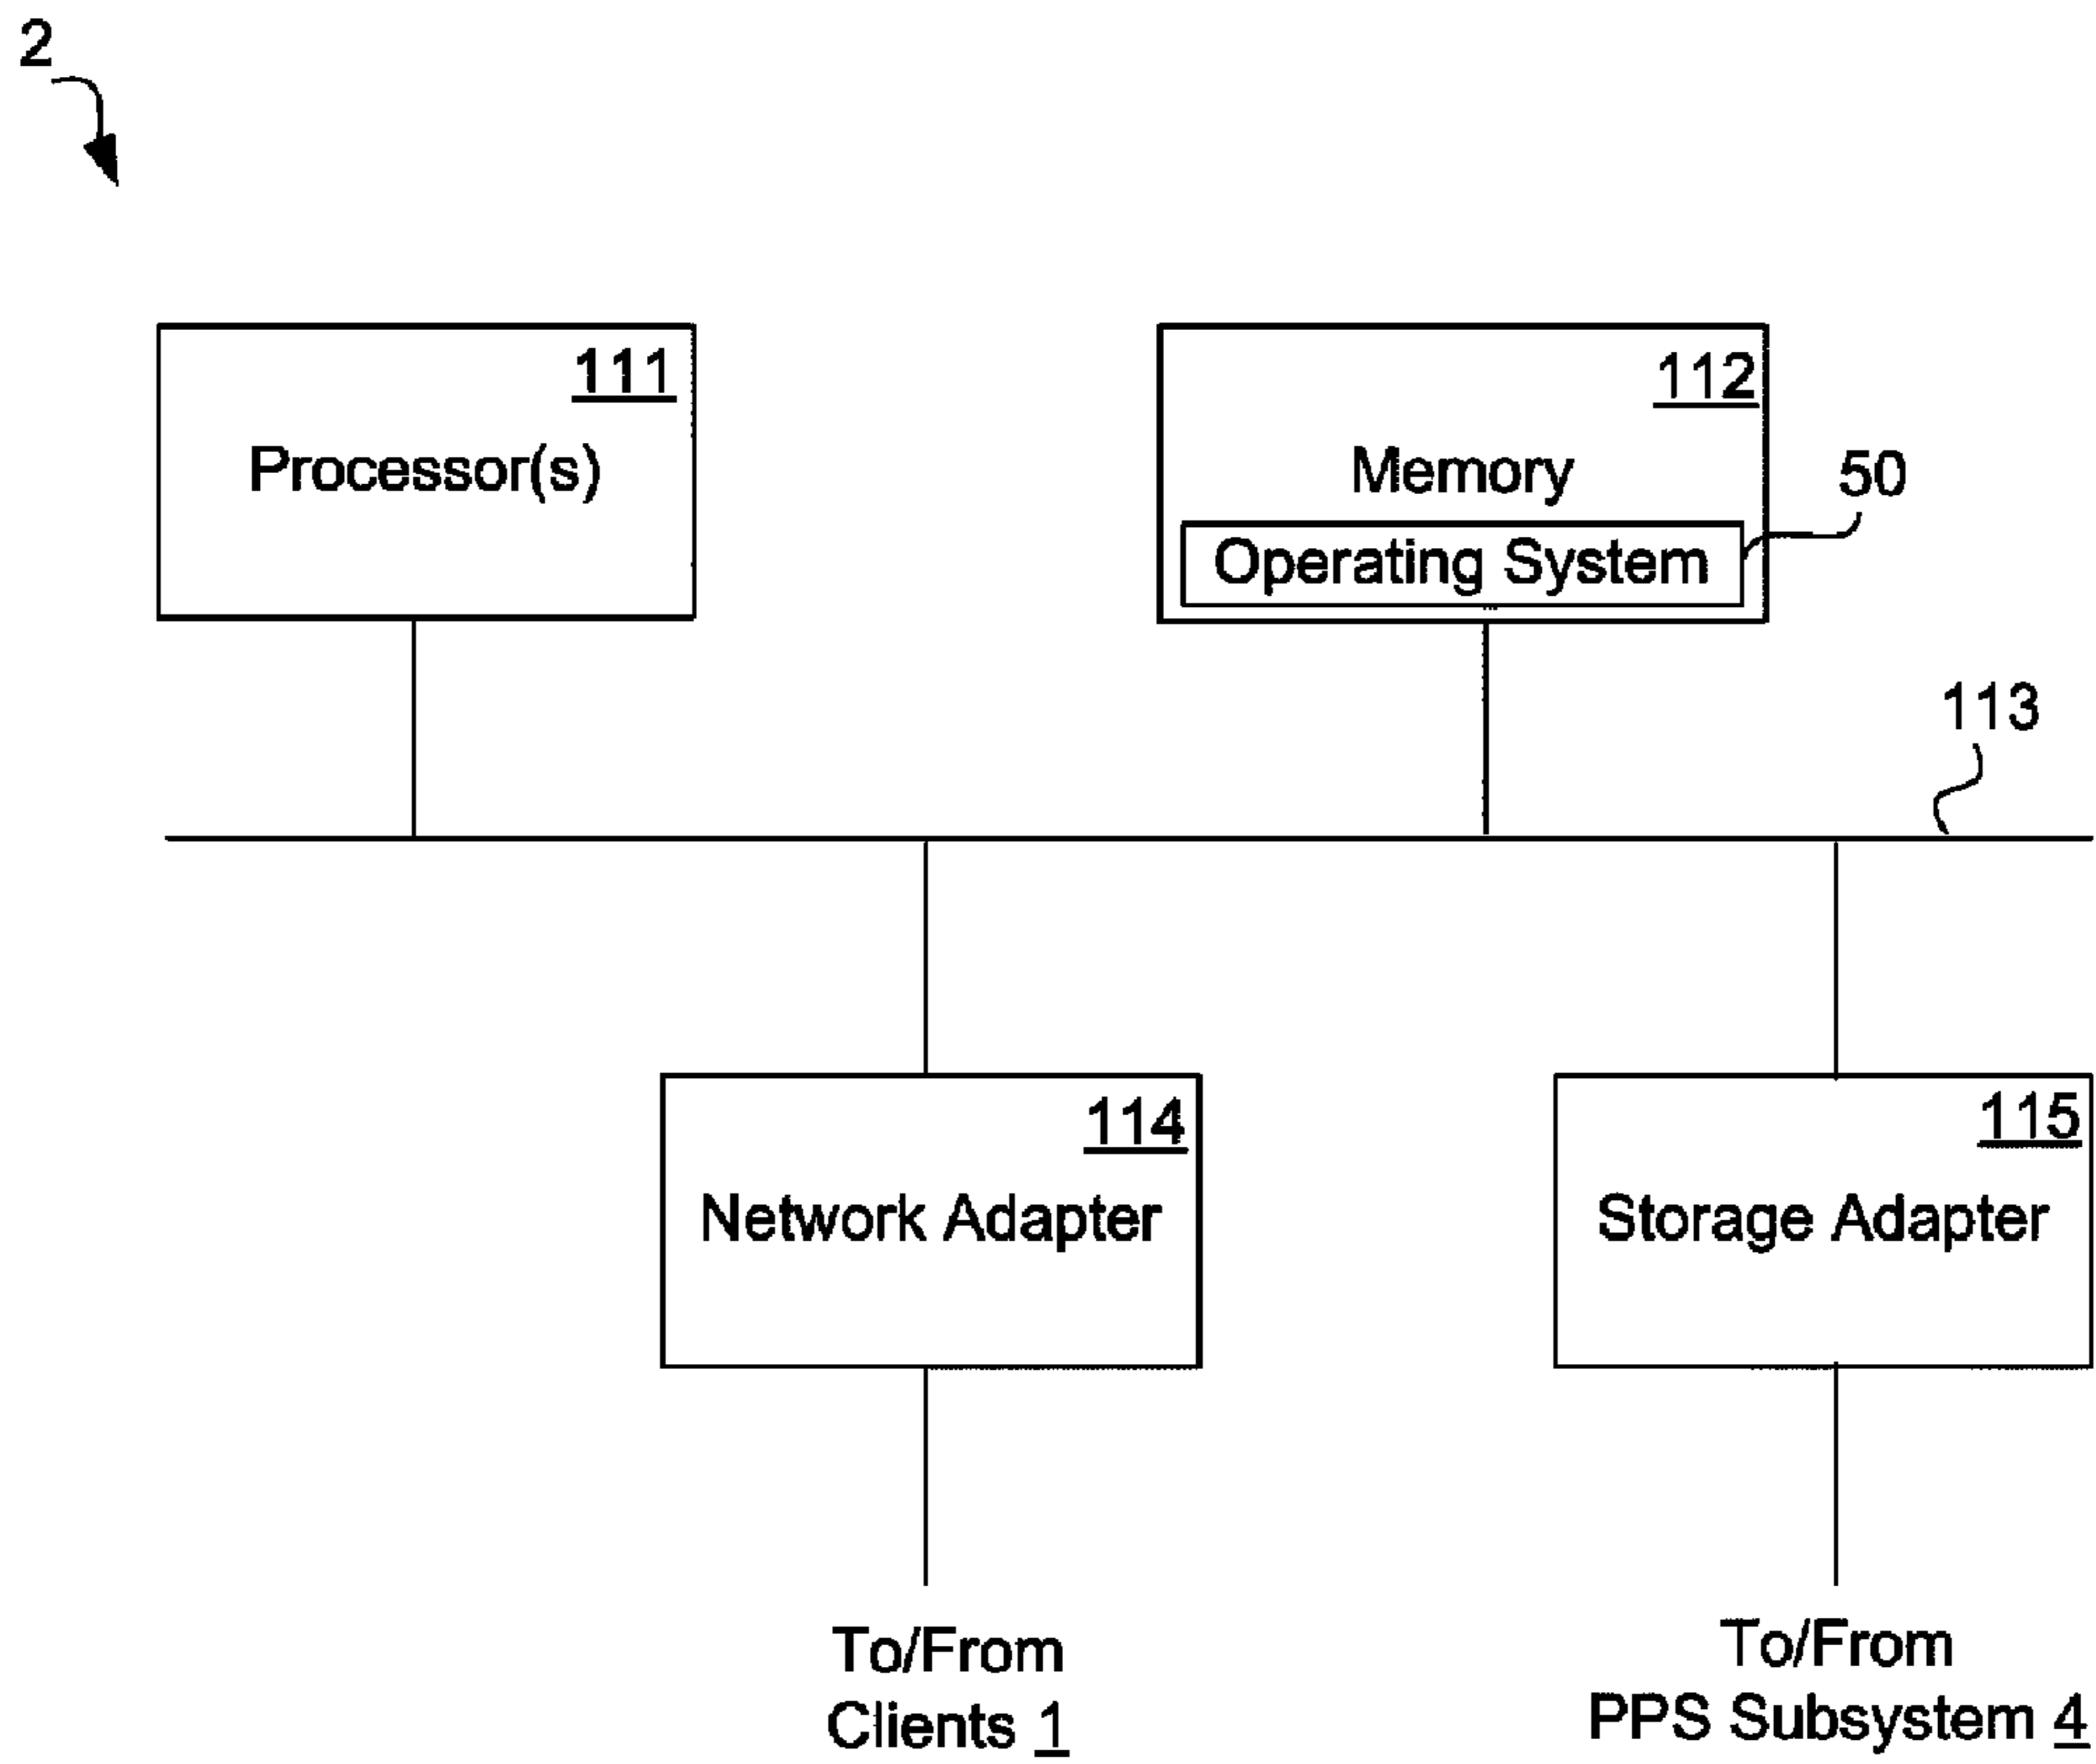 2
111
Processor(s)
112
Memory
50
Operating System
113
114
Network Adapter
115
Storage Adapter
To/From
Clients 1
To/From
PPS Subsystem 4